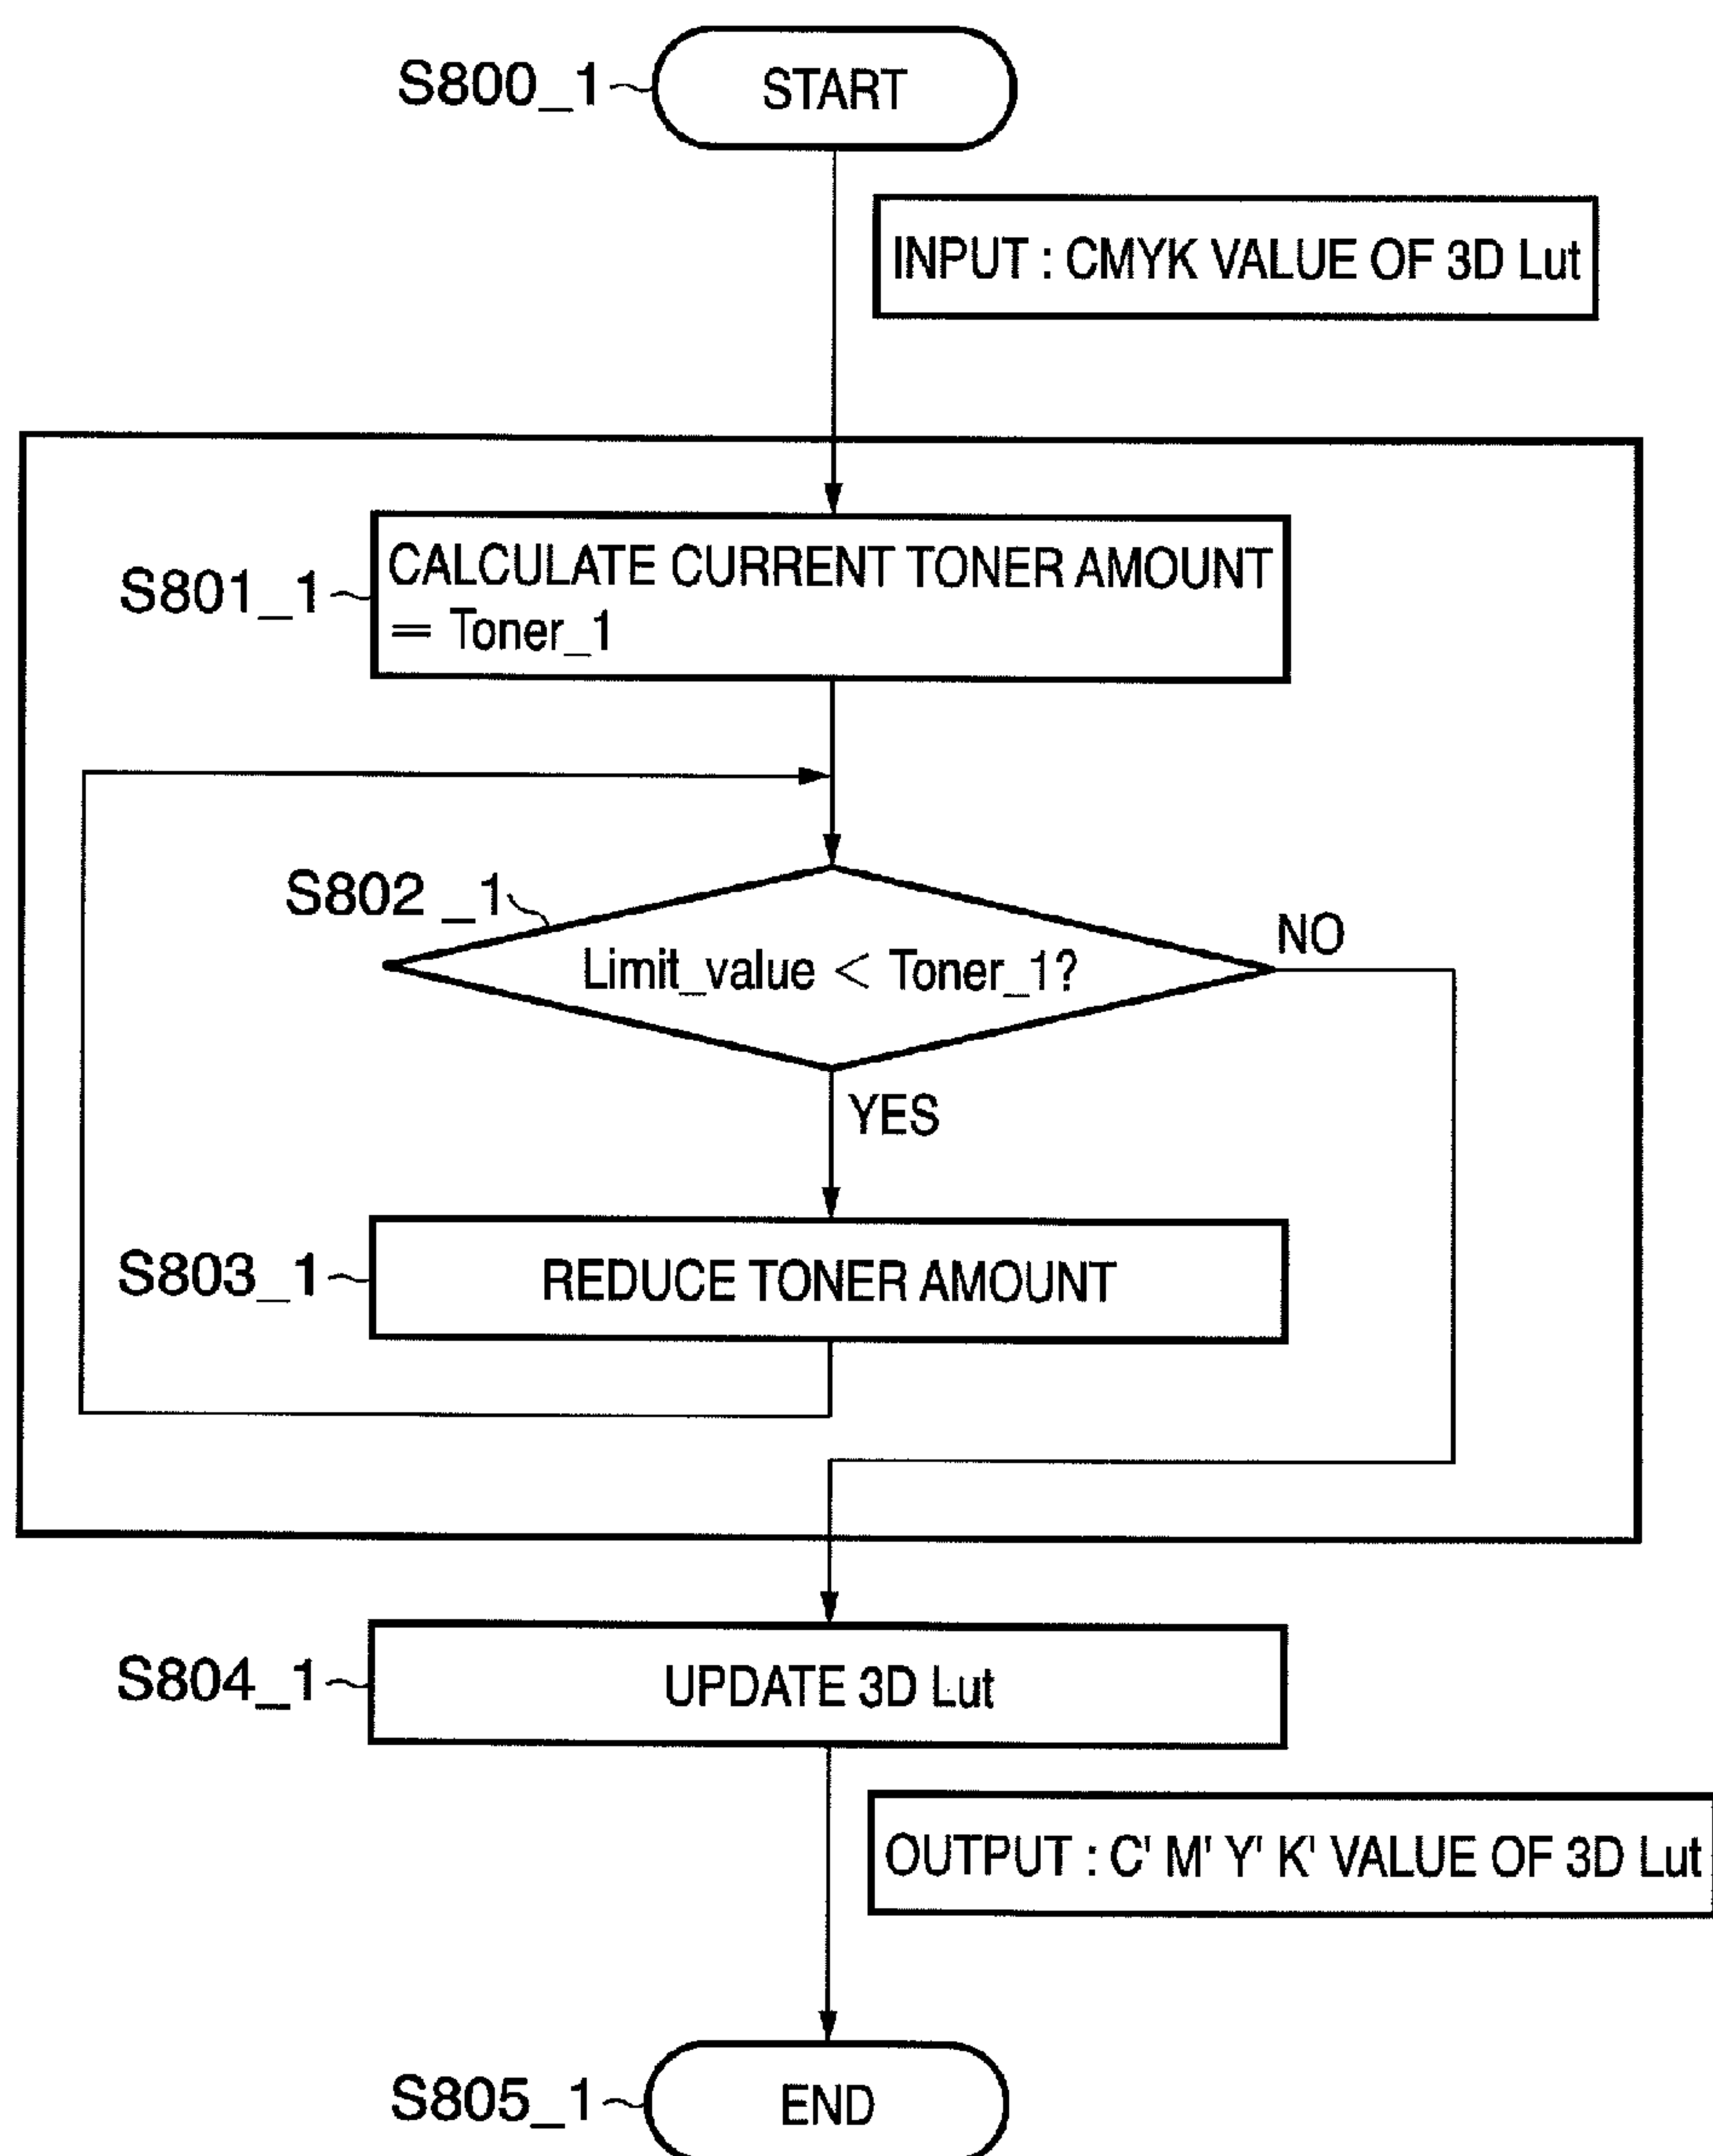 S800_1
START
INPUT : CMYK VALUE OF 3D Lut
S801_1
CALCULATE CURRENT TONER AMOUNT
= Toner_1
S802 _1
Limit_value < Toner_1?
NO
YES
S803_1
REDUCE TONER AMOUNT
S804_1
UPDATE 3D Lut
OUTPUT : C' M' Y' K' VALUE OF 3D Lut
S805_1
END